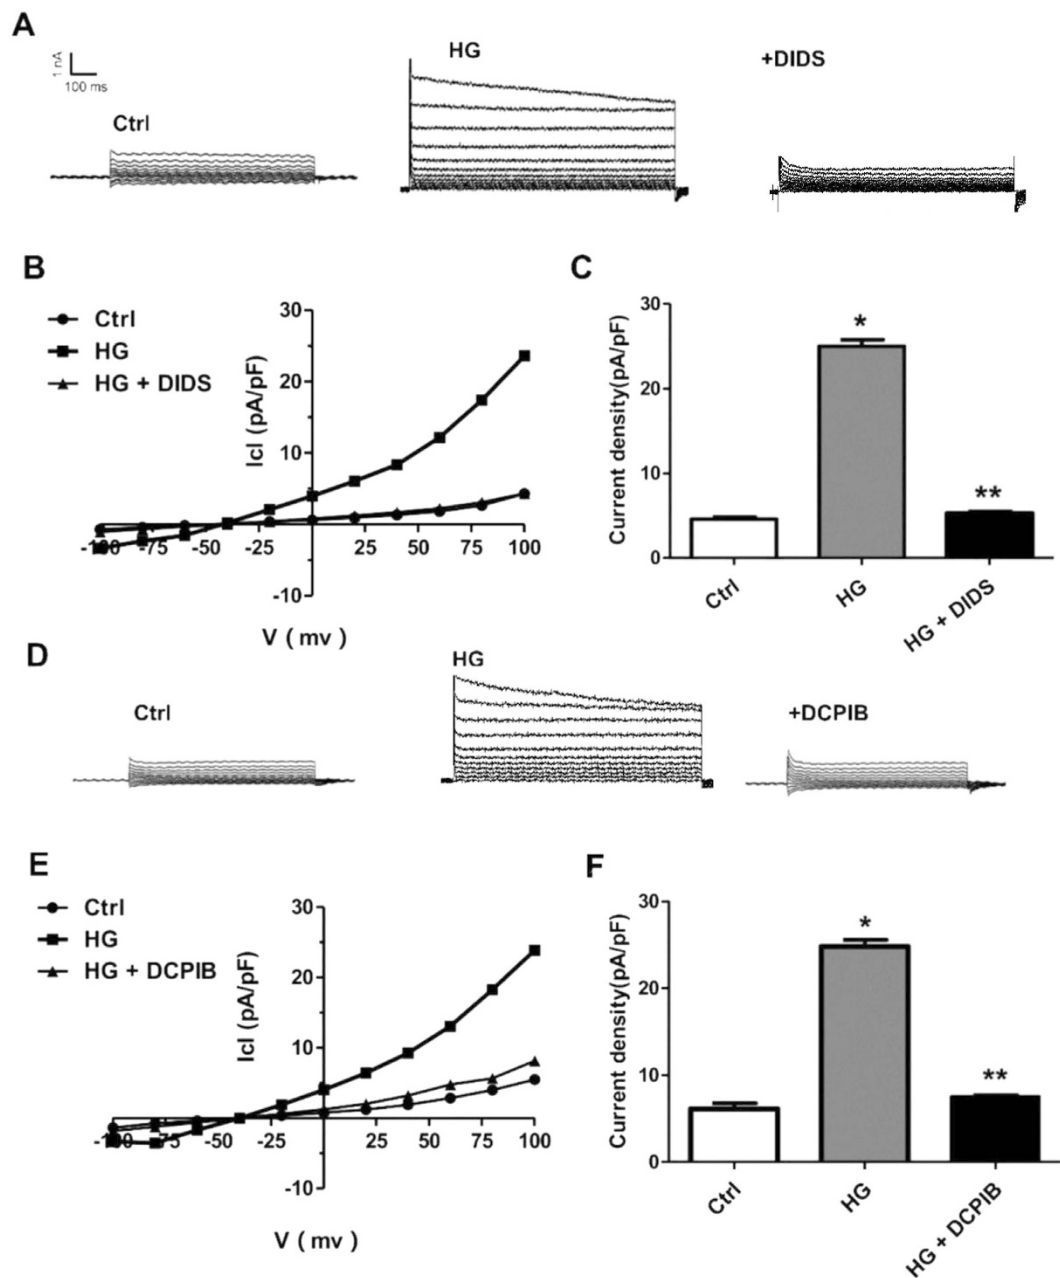 A
1 nA
100 ms
Ctrl
HG
+DIDS
B
Ctrl
HG
HG + DIDS
Icl (pA/pF)
30
20
10
-10
-100 -75 -50 -25 25 50 75 100
V ( mv )
C
Current density(pA/pF)
30
20
10
0
*
**
Ctrl
HG
HG + DIDS
D
Ctrl
HG
+DCPIB
E
Ctrl
HG
HG + DCPIB
Icl (pA/pF)
30
20
10
-10
-100 -75 -50 -25 25 50 75 100
V ( mv )
F
Current density(pA/pF)
30
20
10
0
*
**
Ctrl
HG
HG + DCPIB